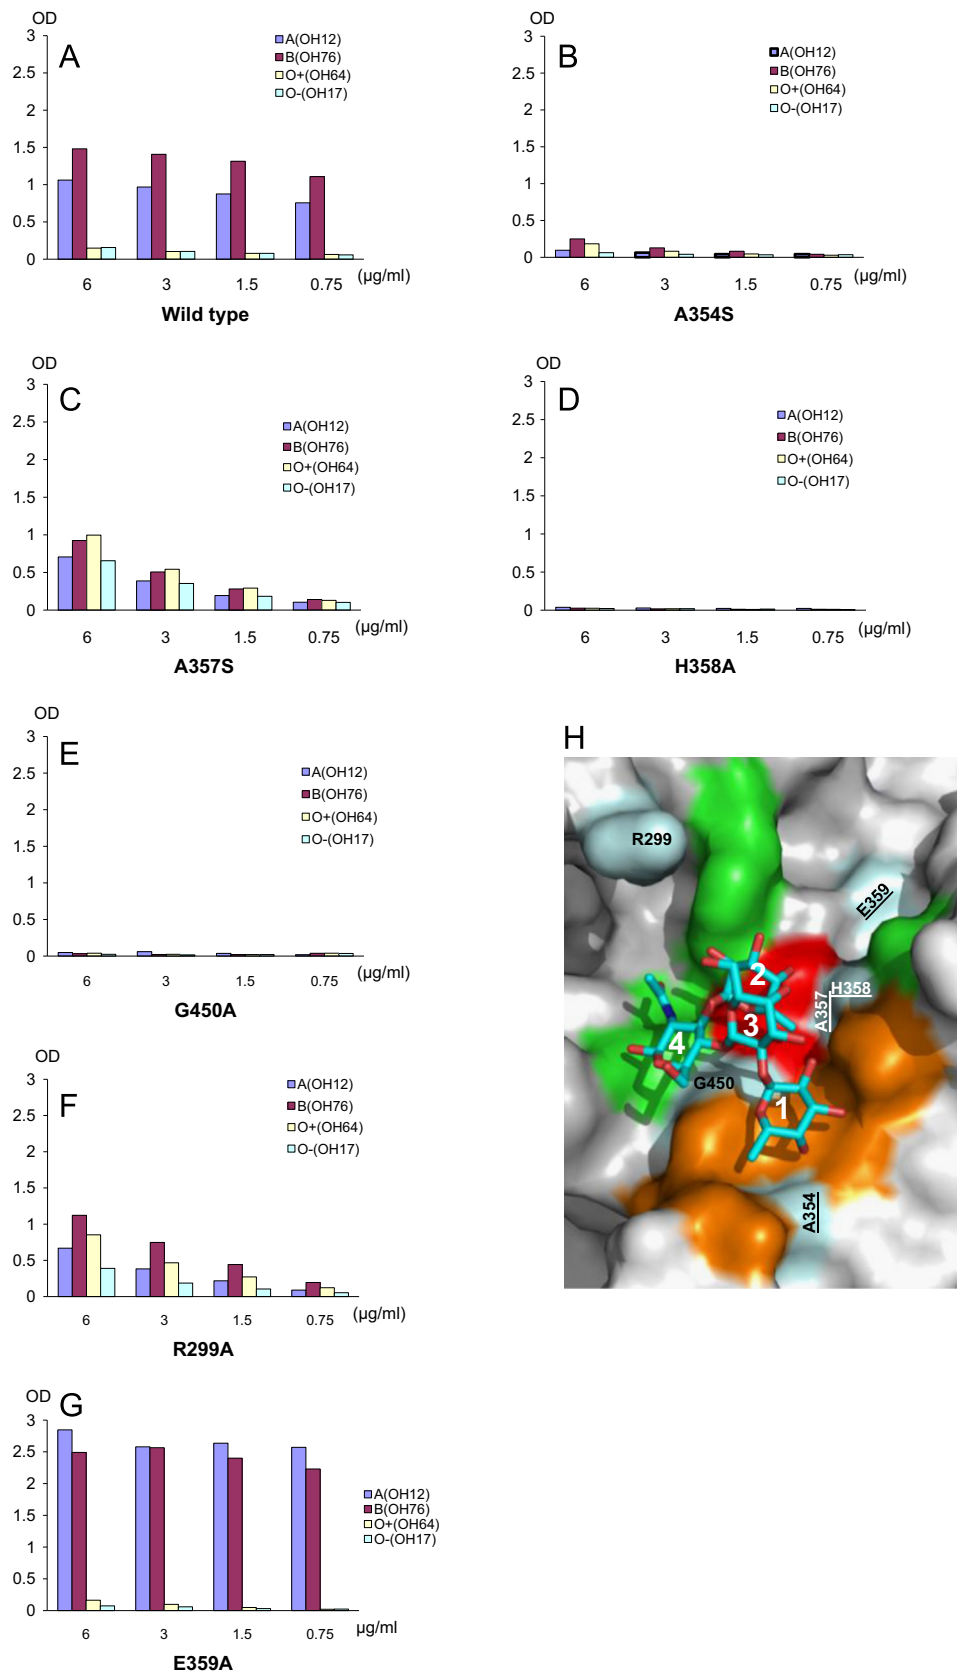 OD
A
3
2.5
2
1.5
1
0.5
0
A(OH12)
B(OH76)
O+(OH64)
O-(OH17)
6 3 1.5 0.75 (µg/ml)
Wild type
OD
B
3
2.5
2
1.5
1
0.5
0
A(OH12)
B(OH76)
O+(OH64)
O-(OH17)
6 3 1.5 0.75 (µg/ml)
A354S
OD
C
3
2.5
2
1.5
1
0.5
0
A(OH12)
B(OH76)
O+(OH64)
O-(OH17)
6 3 1.5 0.75 (µg/ml)
A357S
OD
D
3
2.5
2
1.5
1
0.5
0
A(OH12)
B(OH76)
O+(OH64)
O-(OH17)
6 3 1.5 0.75 (µg/ml)
H358A
OD
E
3
2.5
2
1.5
1
0.5
0
A(OH12)
B(OH76)
O+(OH64)
O-(OH17)
6 3 1.5 0.75 (µg/ml)
G450A
H
R299
E359
2
H358
A357
3
4
G450
1
A354
OD
F
3
2.5
2
1.5
1
0.5
0
A(OH12)
B(OH76)
O+(OH64)
O-(OH17)
6 3 1.5 0.75 (µg/ml)
R299A
OD
G
3
2.5
2
1.5
1
0.5
0
A(OH12)
B(OH76)
O+(OH64)
O-(OH17)
6 3 1.5 0.75 µg/ml
E359A